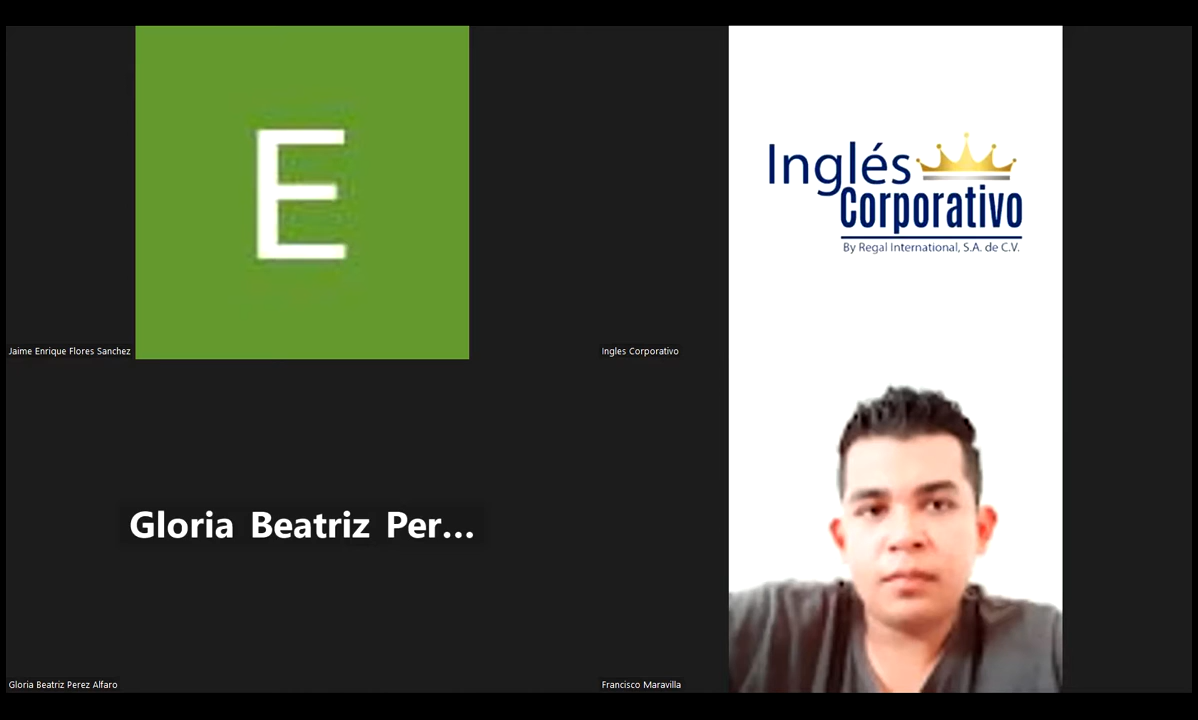 E
Jaime Enrique Flores Sanchez
Inglés
Corporativo
By Regal International, S.A. de C.V.
Ingles Corporativo
Gloria Beatriz Per...
Gloria Beatriz Perez Alfaro
Francisco Maravilla